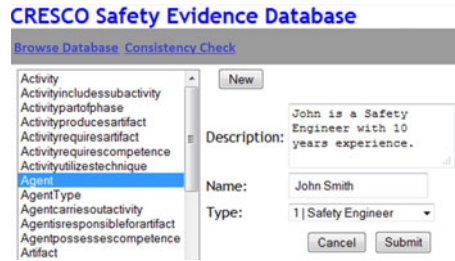 CRESCO Safety Evidence Database
Browse Database Consistency Check
Activity
Activityincludessubactivity
Activitypartofphase
Activityproducesartifact
Activityrequiresartifact
Activityrequirescompetence
Activityutilizestechnique
Agent
AgentType
Agentcarriesoutactivity
Agentisresponsibleforartifact
Agentpossessescompetence
Artifact
New
Description:
John is a Safety
Engineer with 10
years experience.
Name:
John Smith
Type:
1 | Safety Engineer
Cancel
Submit